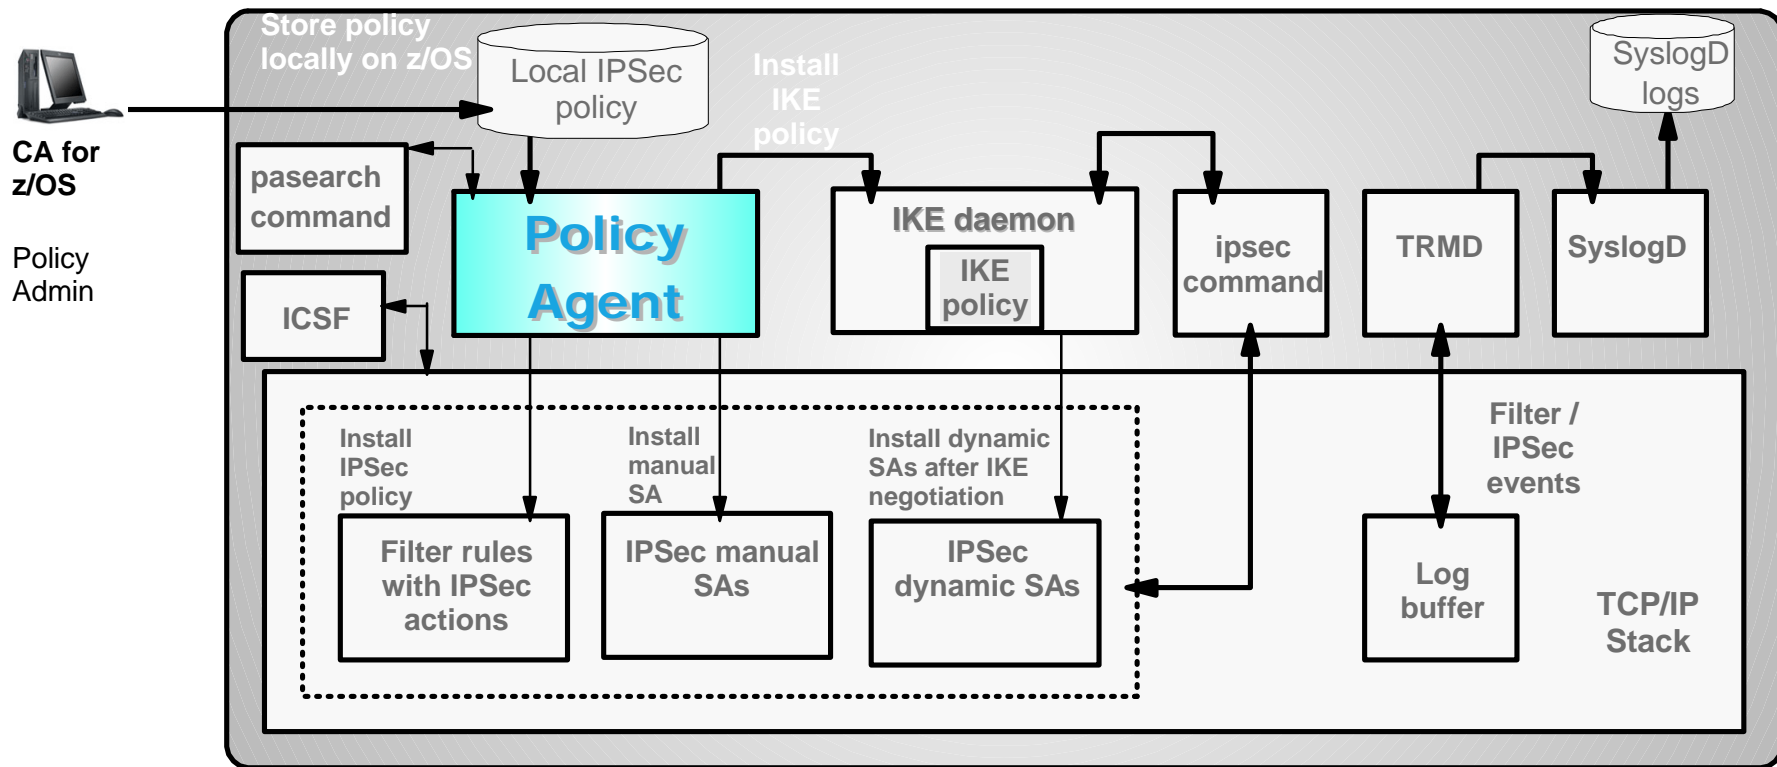 Store policy
locally on z/OS
Local IPSec
policy
Install
IKE
policy
SyslogD
logs
CA for
z/OS
Policy
Admin
pasearch
command
ICSF
Policy
Agent
IKE daemon
IKE
policy
ipsec
command
TRMD
SyslogD
Install
IPSec
policy
Install
manual
SA
Install dynamic
SAs after IKE
negotiation
Filter /
IPSec
events
Filter rules
with IPSec
actions
IPSec manual
SAs
IPSec
dynamic SAs
Log
buffer
TCP/IP
Stack